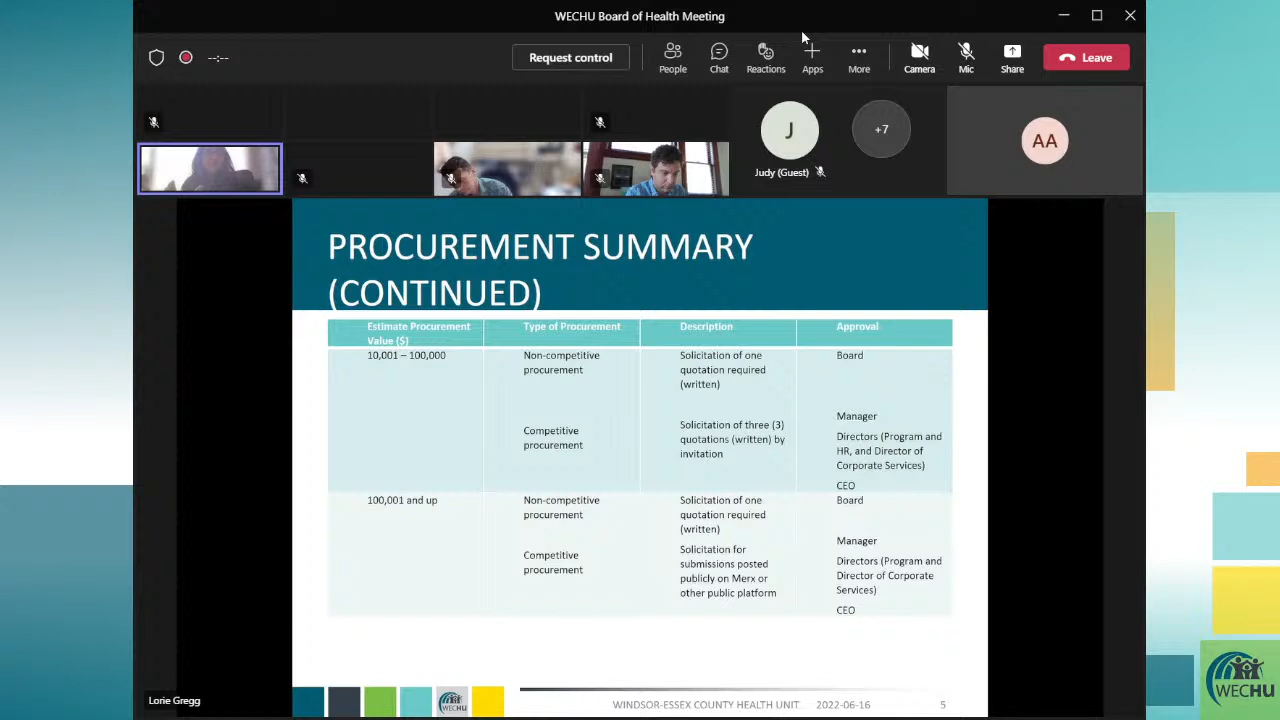 WECHU Board of Health Meeting
--:--
Request control
People
Chat
Reactions
Apps
More
Camera
Mic
Share
Leave
J
+7
AA
Judy (Guest)
PROCUREMENT SUMMARY
(CONTINUED)
Estimate Procurement
Value ($)
Type of Procurement
Description
Approval
10,001 – 100,000
Non-competitive
procurement
Solicitation of one
quotation required
(written)
Board
Competitive
procurement
Solicitation of three (3)
quotations (written) by
invitation
Manager
Directors (Program and
HR, and Director of
Corporate Services)
CEO
100,001 and up
Non-competitive
procurement
Solicitation of one
quotation required
(written)
Board
Competitive
procurement
Solicitation for
submissions posted
publicly on Merx or
other public platform
Manager
Directors (Program and
Director of Corporate
Services)
CEO
Lorie Gregg
WECHU
WINDSOR-ESSEX COUNTY HEALTH UNIT
2022-06-16
5
WECHU